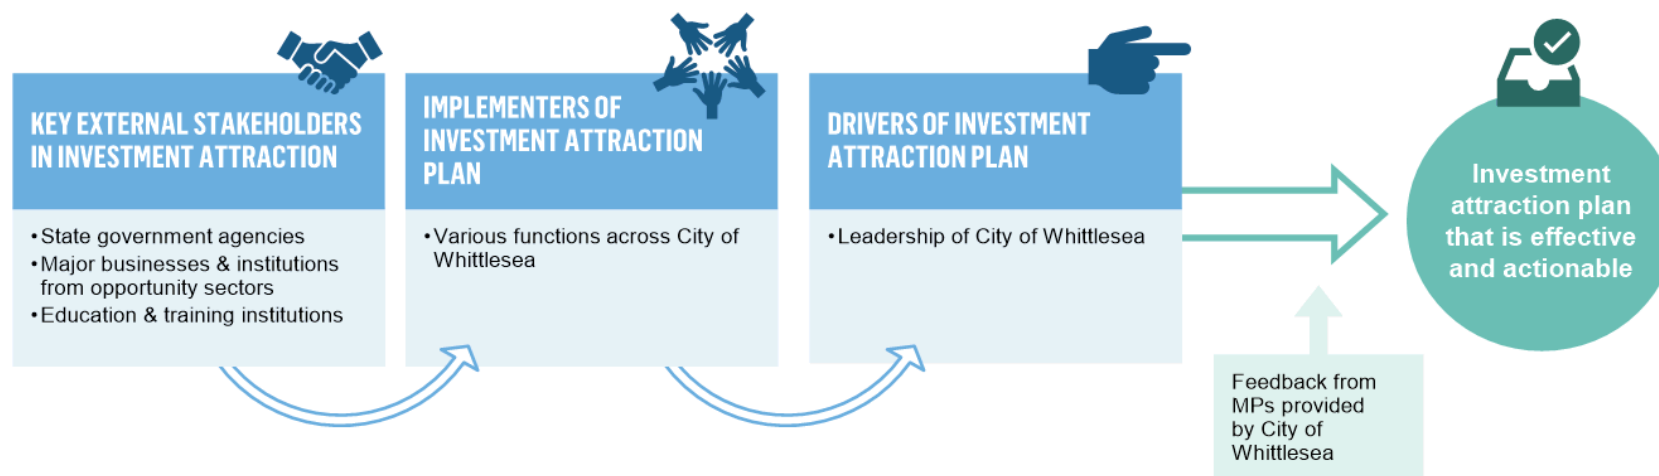 KEY EXTERNAL STAKEHOLDERS
IN INVESTMENT ATTRACTION
•State government agencies
•Major businesses & institutions
from opportunity sectors
•Education & training institutions
IMPLEMENTERS OF
INVESTMENT ATTRACTION
PLAN
•Various functions across City of
Whittlesea
DRIVERS OF INVESTMENT
ATTRACTION PLAN
•Leadership of City of Whittlesea
Feedback from
MPs provided
by City of
Whittlesea
Investment
attraction plan
that is effective
and actionable